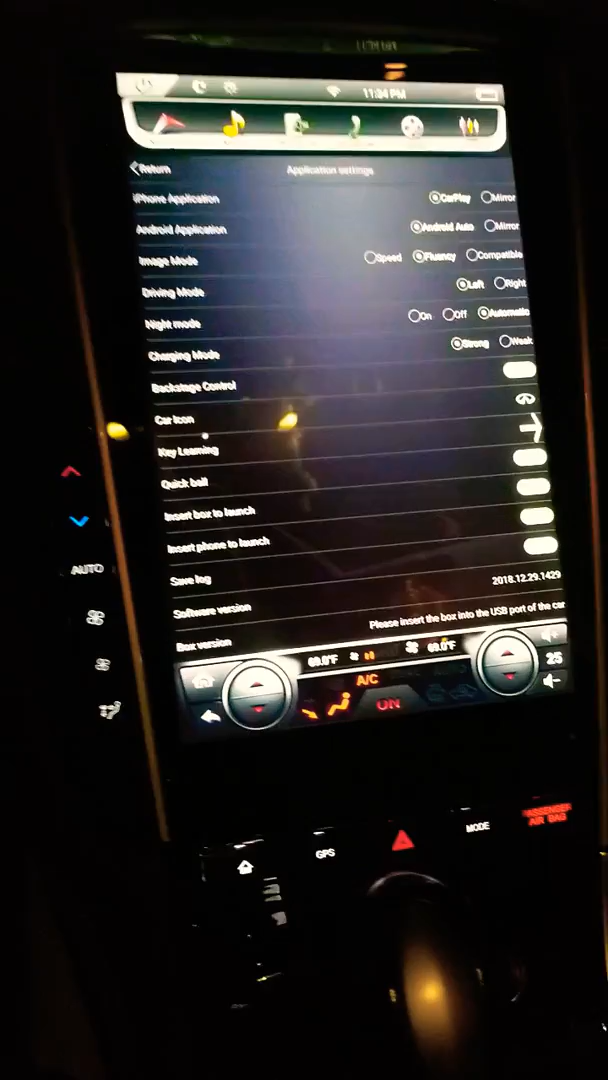 11:34 PM
Return
Application settings
iPhone Application CarPlay Mirror
Android Application Android Auto Mirror
Image Mode Speed Fluency Compatible
Driving Mode Left Right
Night mode On Off Automatic
Charging Mode Strong Weak
Backstage Control
Car Icon
Key Learning
Quick ball
Insert box to launch
Insert phone to launch
Save log
Software version 2018.12.29.1429
Box version Please insert the box into the USB port of the car
69.0°F 69.0°F
A/C
ON
25
AUTO
GPS
MODE
PASSENGER
AIR BAG